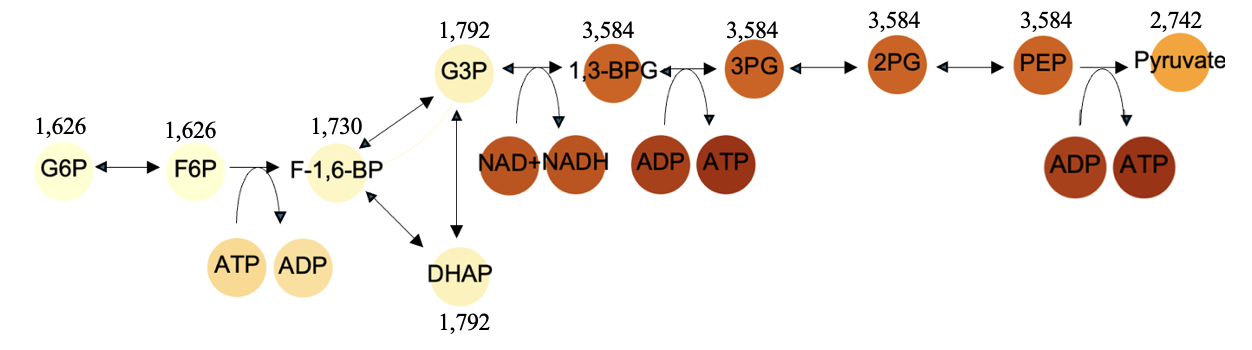 1,626
G6P
1,626
F6P
ATP
ADP
1,730
F-1,6-BP
1,792
G3P
DHAP
1,792
NAD+
NADH
3,584
1,3-BPG
ADP
ATP
3,584
3PG
3,584
2PG
3,584
PEP
ADP
ATP
2,742
Pyruvate